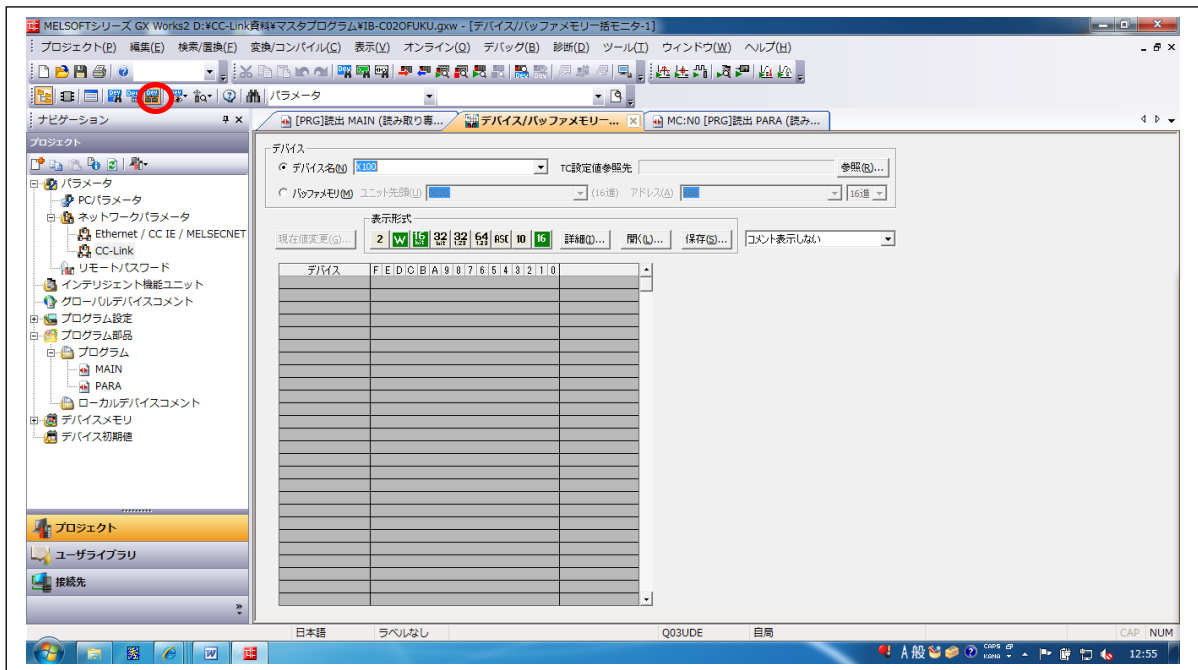 MELSOFTシリーズ GX Works2 D:¥CC-Link資料¥マスタプログラム¥IB-C02OFUKU.gxw - [デバイス/バッファメモリ一括モニタ-1]
プロジェクト(P) 編集(E) 検索/置換(F) 変換/コンパイル(C) 表示(V) オンライン(O) デバッグ(B) 診断(D) ツール(T) ウィンドウ(W) ヘルプ(H)
パラメータ
ナビゲーション
[PRG]読出 MAIN (読み取り専... デバイス/バッファメモリ一... MC:N0 [PRG]読出 PARA (読み...
プロジェクト
パラメータ
PCパラメータ
ネットワークパラメータ
Ethernet / CC IE / MELSECNET
CC-Link
リモートパスワード
インテリジェント機能ユニット
グローバルデバイスコメント
プログラム設定
プログラム部品
プログラム
MAIN
PARA
ローカルデバイスコメント
デバイスメモリ
デバイス初期値
プロジェクト
ユーザライブラリ
接続先
デバイス
デバイス名(N) X100 TC設定値参照先 参照(R)...
バッファメモリ(M) ユニット先頭(U) (16進) アドレス(A) 16進
表示形式
現在値変更(G)... 2 W 16bit 32bit 32 1.23 64 1.23 ASC 10 16 詳細(I)... 開く(L)... 保存(S)... コメント表示しない
デバイス F E D C B A 9 8 7 6 5 4 3 2 1 0
日本語 ラベルなし Q03UDE 自局 CAP NUM
A 般 CAPS KANA 12:55